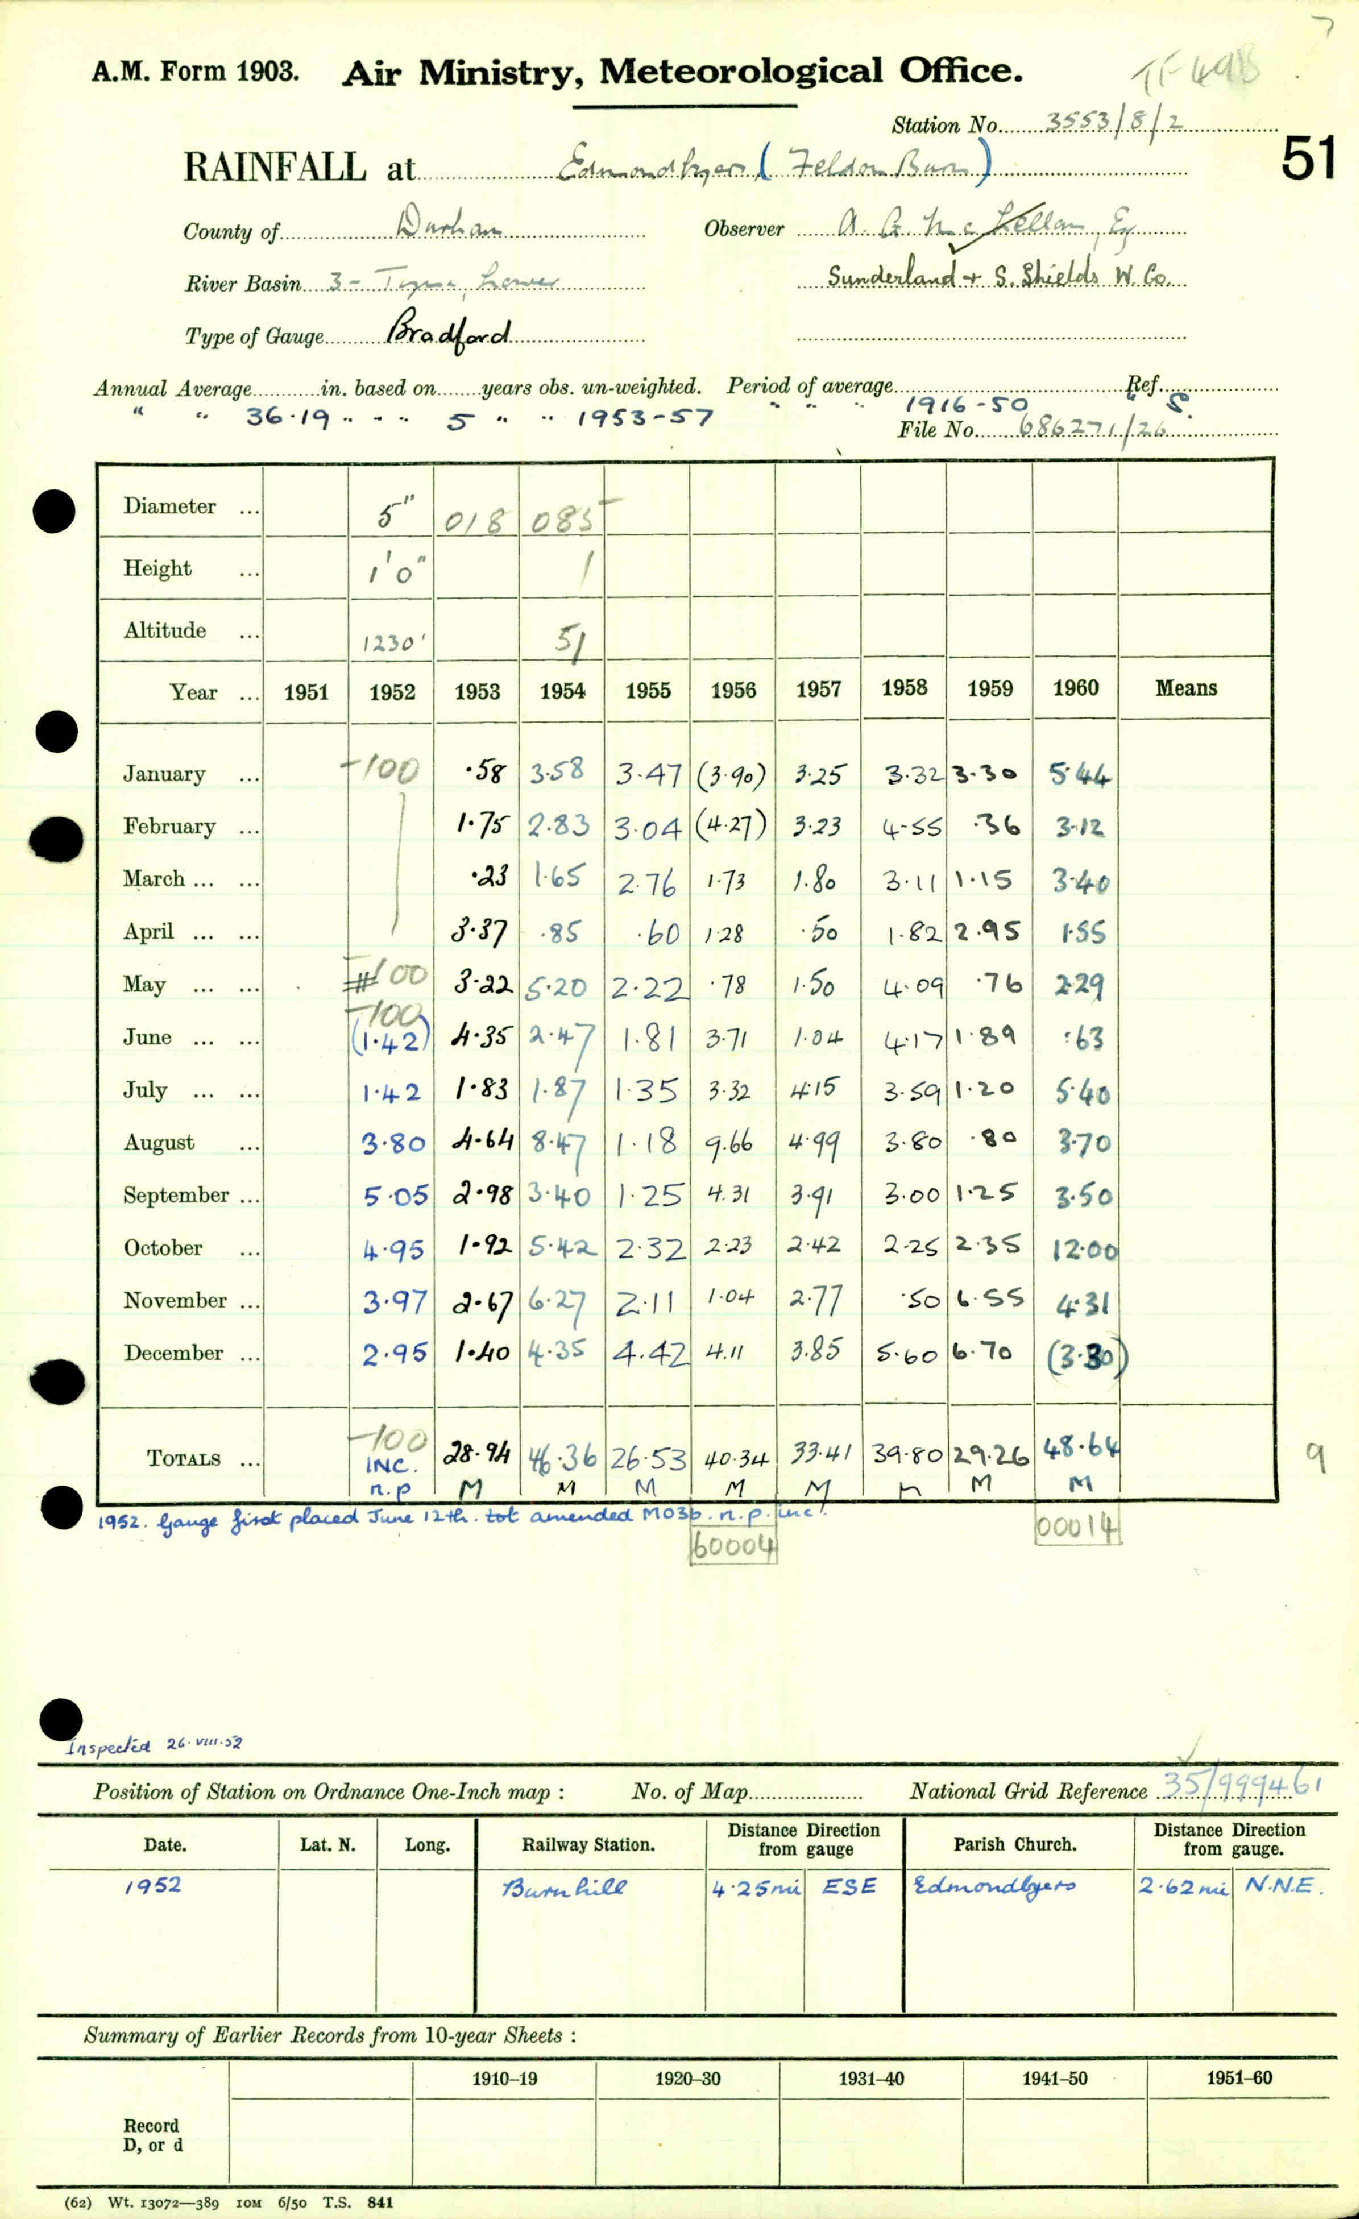 7
A.M. Form 1903. Air Ministry, Meteorological Office. TF49B
Station No. 3553/8/2
51
RAINFALL at Edmondbyers (Feldon Burn)
County of Durham Observer A. G. McLellan, Esq
River Basin 3 - Tyne, Lower Sunderland + S. Shields W. Co.
Type of Gauge Bradford
Annual Average in. based on years obs. un-weighted. Period of average Ref.
" " 36.19 " " " 5 " " 1953-57 " " " 1916-50 " S.
File No. 686271/26
Diameter ... 5" 018 085
Height ... 1'0" 1
Altitude ... 1230' 51
Year ... 1951 1952 1953 1954 1955 1956 1957 1958 1959 1960 Means
January ... -100 .58 3.58 3.47 (3.90) 3.25 3.32 3.30 5.44
February ... 1.75 2.83 3.04 (4.27) 3.23 4.55 .36 3.12
March ... ... .23 1.65 2.76 1.73 1.80 3.11 1.15 3.40
April ... ... 3.37 .85 .60 1.28 .50 1.82 2.95 1.55
May ... ... -100 3.22 5.20 2.22 .78 1.50 4.09 .76 2.29
-100
June ... ... (1.42) 4.35 2.47 1.81 3.71 1.04 4.17 1.89 .63
July ... ... 1.42 1.83 1.87 1.35 3.32 4.15 3.59 1.20 5.40
August ... 3.80 4.64 8.47 1.18 9.66 4.99 3.80 .80 3.70
September ... 5.05 2.98 3.40 1.25 4.31 3.91 3.00 1.25 3.50
October ... 4.95 1.92 5.42 2.32 2.23 2.42 2.25 2.35 12.00
November ... 3.97 2.67 6.27 2.11 1.04 2.77 .50 6.55 4.31
December ... 2.95 1.40 4.35 4.42 4.11 3.85 5.60 6.70 (3.30)
-100
TOTALS ... INC. 28.94 46.36 26.53 40.34 33.41 39.80 29.26 48.64 9
n.p M M M M M M M M
1952. Gauge first placed June 12th. tot amended MO3b. n.p. inc.
60004 00014
Inspected 26.VIII.52
Position of Station on Ordnance One-Inch map : No. of Map National Grid Reference 35/999461
Date. Lat. N. Long. Railway Station. Distance from gauge Direction Parish Church. Distance from gauge. Direction
1952 Burnhill 4.25mi ESE Edmondbyers 2.62mi N.N.E.
Summary of Earlier Records from 10-year Sheets :
1910–19 1920–30 1931–40 1941–50 1951–60
Record
D, or d
(62) Wt. 13072—389 10M 6/50 T.S. 841